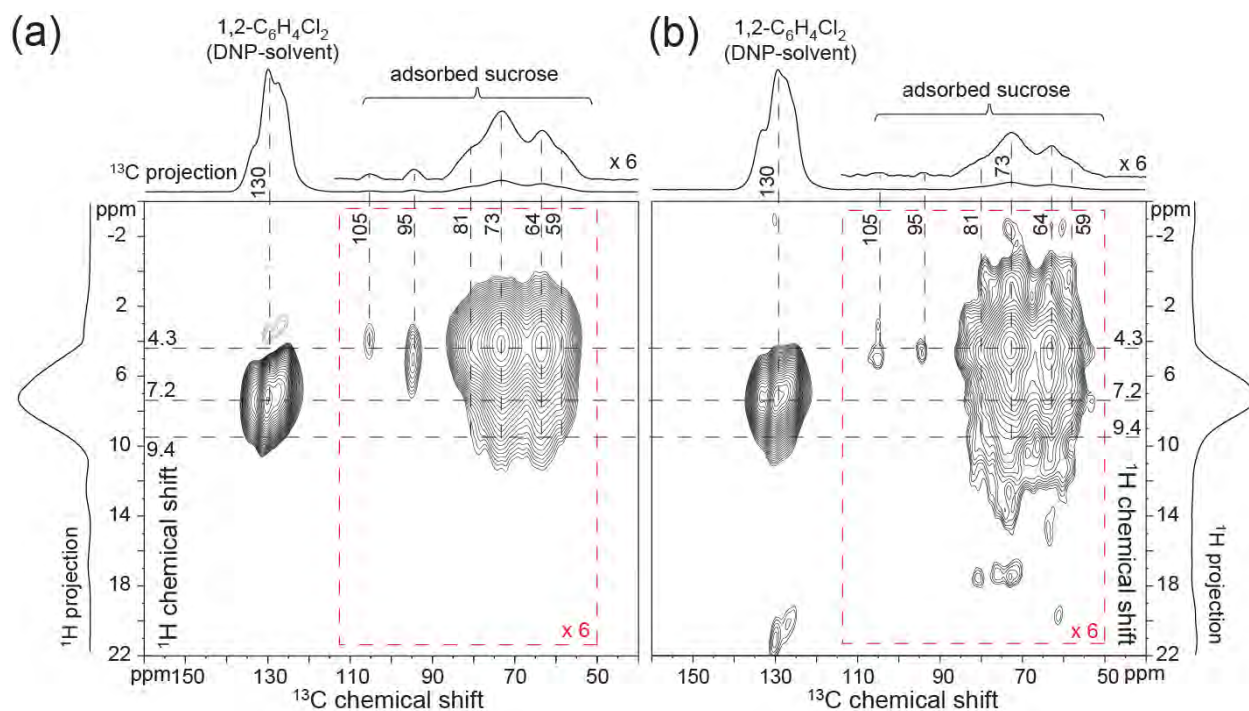 (a)
1,2-C6H4Cl2
(DNP-solvent)
adsorbed sucrose
13C projection
x 6
130
ppm
105
95
81
73
64
59
-2
2
4.3
6
7.2
9.4
10
14
18
22
1H projection
1H chemical shift
x 6
ppm
150
130
110
90
70
50
13C chemical shift
(b)
1,2-C6H4Cl2
(DNP-solvent)
adsorbed sucrose
x 6
130
73
ppm
105
95
81
64
59
-2
2
4.3
6
7.2
9.4
10
14
18
22
1H chemical shift
1H projection
x 6
150
130
110
90
70
50
40
ppm
13C chemical shift